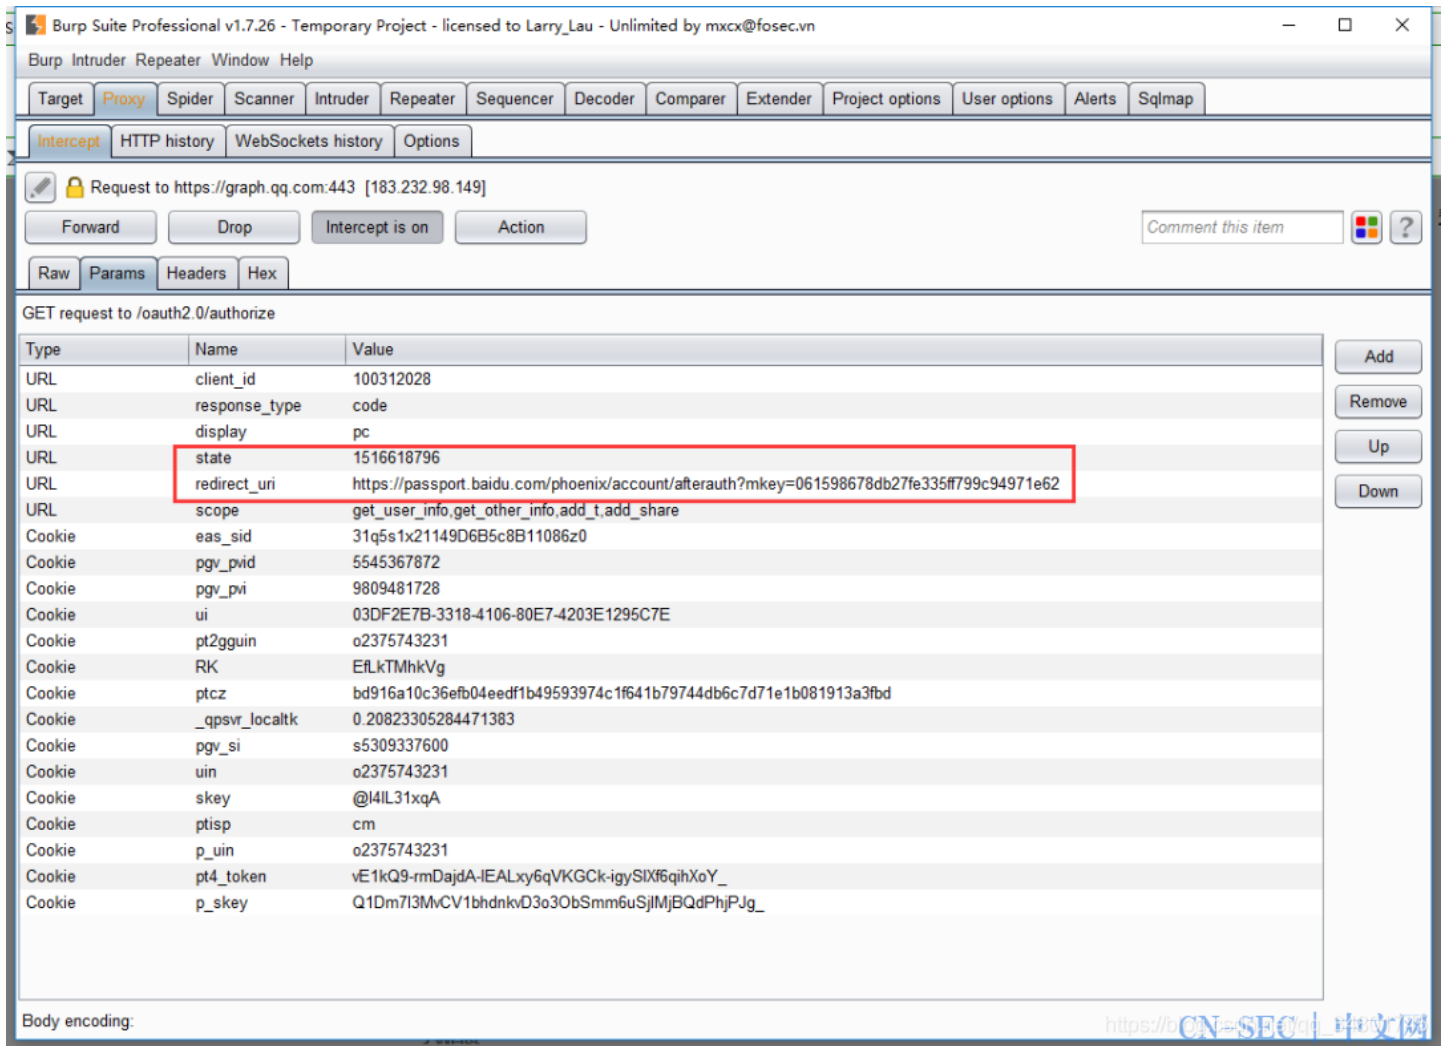 Burp Suite Professional v1.7.26 - Temporary Project - licensed to Larry_Lau - Unlimited by mxcx@fosec.vn
Burp Intruder Repeater Window Help
Target Proxy Spider Scanner Intruder Repeater Sequencer Decoder Comparer Extender Project options User options Alerts Sqlmap
Intercept HTTP history WebSockets history Options
Request to https://graph.qq.com:443 [183.232.98.149]
Forward Drop Intercept is on Action Comment this item ?
Raw Params Headers Hex
GET request to /oauth2.0/authorize
Type Name Value
Add
URL client_id 100312028
URL response_type code
Remove
URL display pc
URL state 1516618796
Up
URL redirect_uri https://passport.baidu.com/phoenix/account/afterauth?mkey=061598678db27fe335ff799c94971e62
Down
URL scope get_user_info,get_other_info,add_t,add_share
Cookie eas_sid 31q5s1x21149D6B5c8B11086z0
Cookie pgv_pvid 5545367872
Cookie pgv_pvi 9809481728
Cookie ui 03DF2E7B-3318-4106-80E7-4203E1295C7E
Cookie pt2gguin o2375743231
Cookie RK EfLkTMhkVg
Cookie ptcz bd916a10c36efb04eedf1b49593974c1f641b79744db6c7d71e1b081913a3fbd
Cookie _qpsvr_localtk 0.20823305284471383
Cookie pgv_si s5309337600
Cookie uin o2375743231
Cookie skey @l4lL31xqA
Cookie ptisp cm
Cookie p_uin o2375743231
Cookie pt4_token vE1kQ9-rmDajdA-lEALxy6qVKGCk-igySlXf6qihXoY_
Cookie p_skey Q1Dm7l3MvCV1bhdnkvD3o3ObSmm6uSjlMjBQdPhjPJg_
Body encoding:
CN-SEC | 中文网